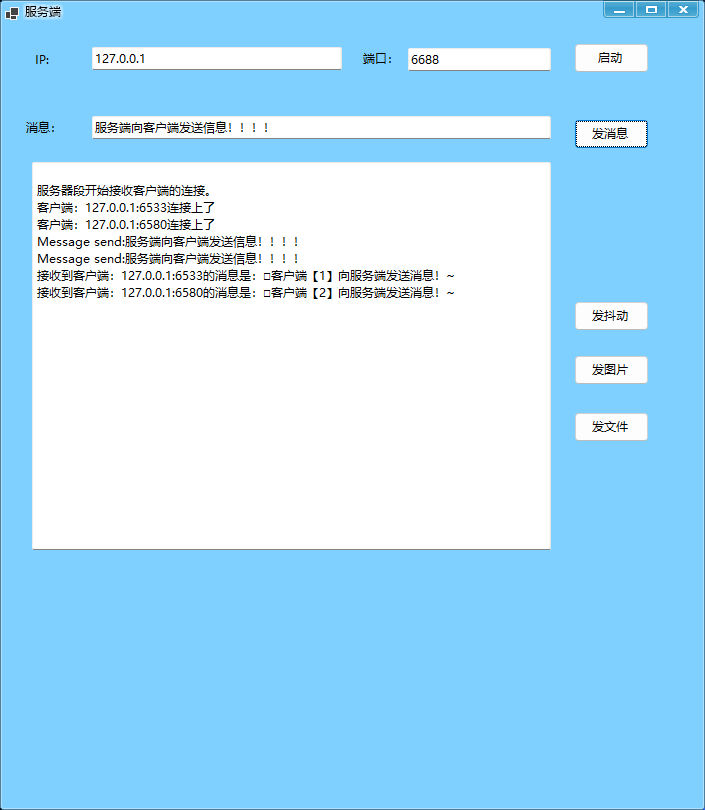 服务端
IP: 127.0.0.1 端口: 6688 启动
消息: 服务端向客户端发送信息！！！！ 发消息
服务器段开始接收客户端的连接。
客户端：127.0.0.1:6533连接上了
客户端：127.0.0.1:6580连接上了
Message send:服务端向客户端发送信息！！！！
Message send:服务端向客户端发送信息！！！！
接收到客户端：127.0.0.1:6533的消息是：□客户端【1】向服务端发送消息！~
接收到客户端：127.0.0.1:6580的消息是：□客户端【2】向服务端发送消息！~
发抖动
发图片
发文件